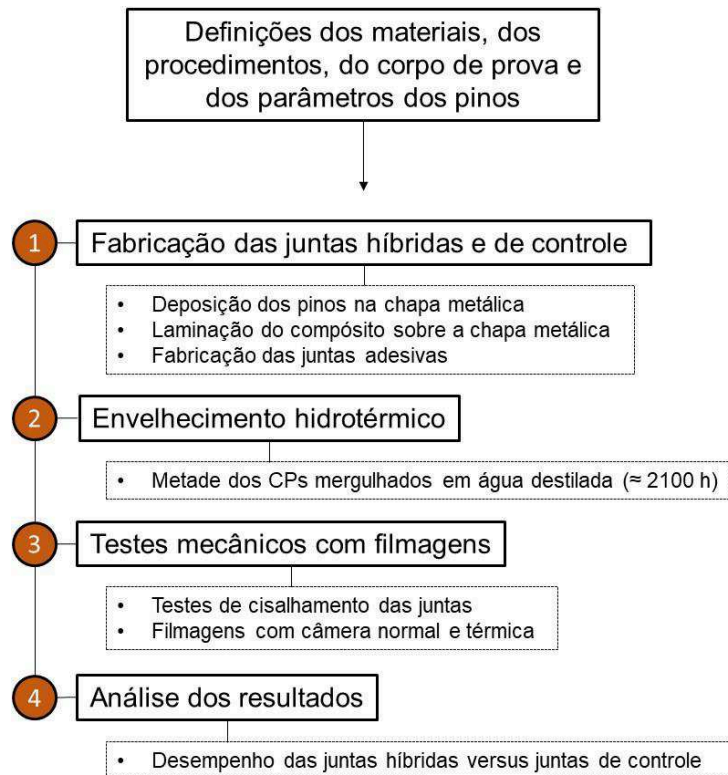 Definições dos materiais, dos
procedimentos, do corpo de prova e
dos parâmetros dos pinos
1 Fabricação das juntas híbridas e de controle
• Deposição dos pinos na chapa metálica
• Laminação do compósito sobre a chapa metálica
• Fabricação das juntas adesivas
2 Envelhecimento hidrotérmico
• Metade dos CPs mergulhados em água destilada (≈ 2100 h)
3 Testes mecânicos com filmagens
• Testes de cisalhamento das juntas
• Filmagens com câmera normal e térmica
4 Análise dos resultados
• Desempenho das juntas híbridas versus juntas de controle